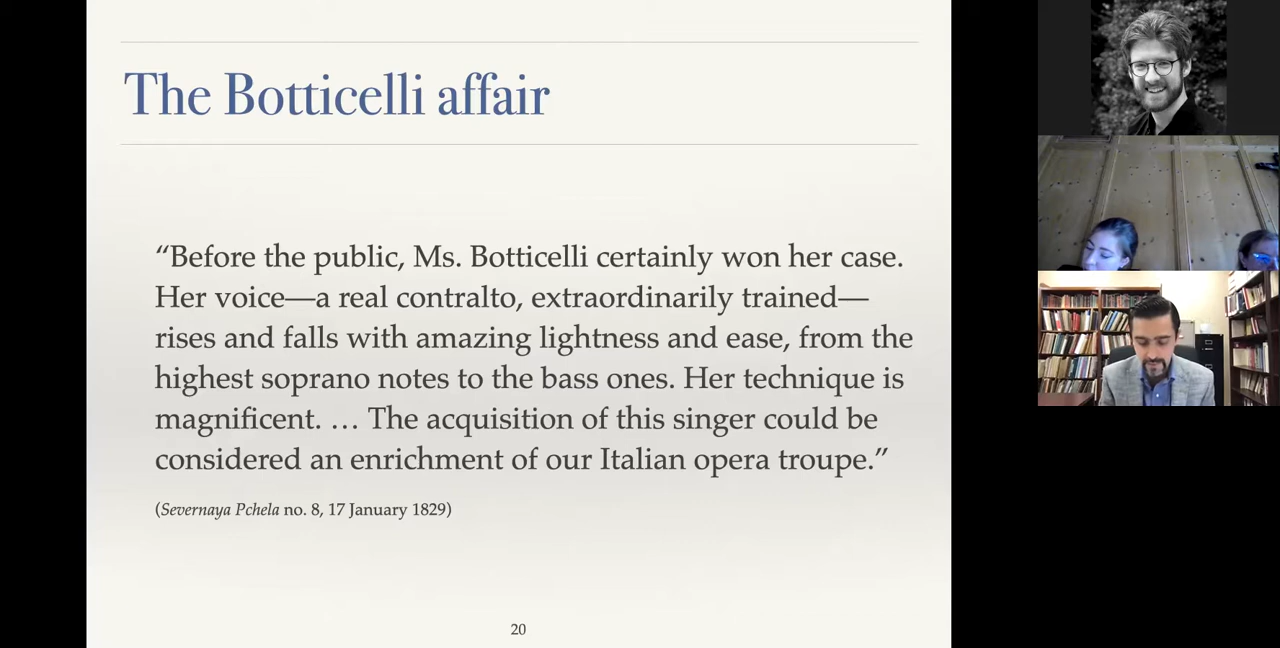 The Botticelli affair
“Before the public, Ms. Botticelli certainly won her case.
Her voice—a real contralto, extraordinarily trained—
rises and falls with amazing lightness and ease, from the
highest soprano notes to the bass ones. Her technique is
magnificent. … The acquisition of this singer could be
considered an enrichment of our Italian opera troupe.”
(Severnaya Pchela no. 8, 17 January 1829)
20